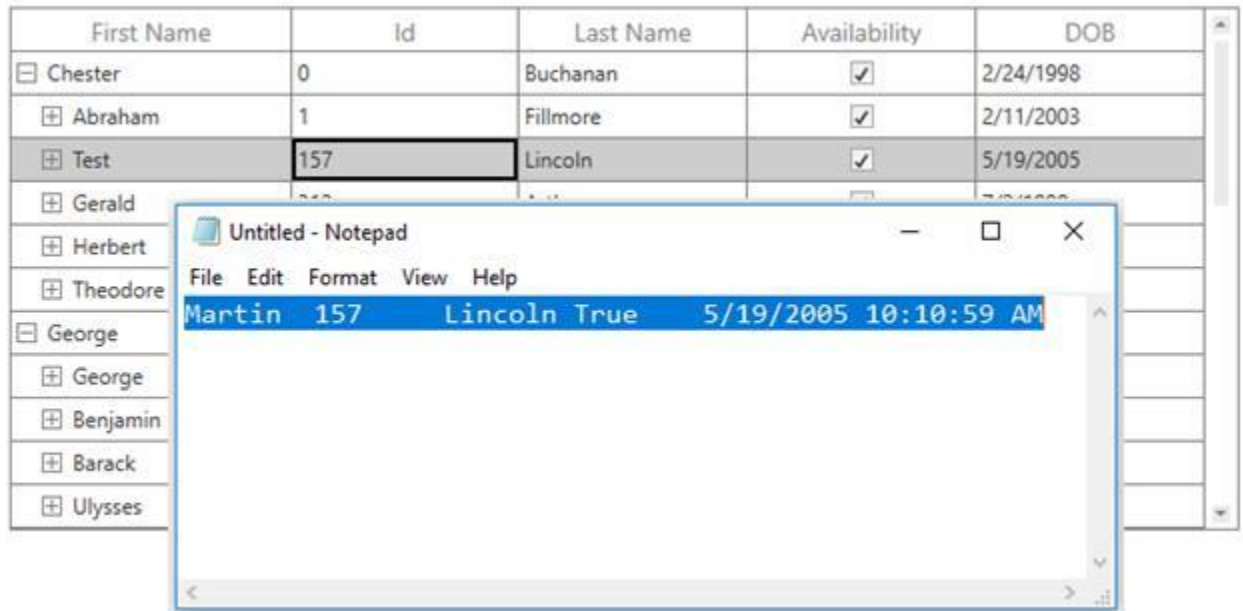 First Name Id Last Name Availability DOB
Chester 0 Buchanan 2/24/1998
Abraham 1 Fillmore 2/11/2003
Test 157 Lincoln 5/19/2005
Gerald
Untitled - Notepad
Herbert
File Edit Format View Help
Theodore
Martin 157 Lincoln True 5/19/2005 10:10:59 AM
George
George
Benjamin
Barack
Ulysses